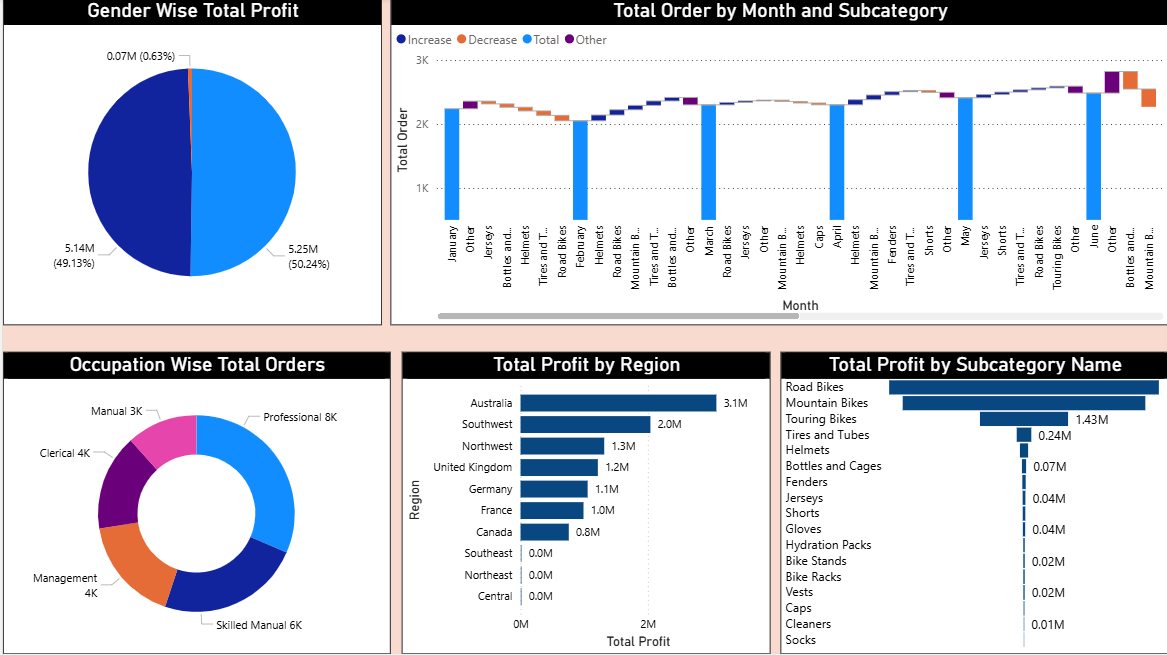 Gender Wise Total Profit
0.07M (0.63%)
5.14M
(49.13%)
5.25M
(50.24%)
Total Order by Month and Subcategory
Increase Decrease Total Other
3K
2K
1K
Total Order
January
Other
Jerseys
Bottles and...
Helmets
Tires and T...
Road Bikes
February
Helmets
Road Bikes
Mountain B...
Tires and T...
Bottles and...
Other
March
Road Bikes
Jerseys
Other
Mountain B...
Helmets
Caps
April
Helmets
Mountain B...
Fenders
Tires and T...
Shorts
Other
May
Jerseys
Shorts
Tires and T...
Road Bikes
Touring Bikes
Other
June
Other
Bottles and...
Mountain B...
Month
Occupation Wise Total Orders
Manual 3K
Professional 8K
Clerical 4K
Management
4K
Skilled Manual 6K
Total Profit by Region
Region
Australia 3.1M
Southwest 2.0M
Northwest 1.3M
United Kingdom 1.2M
Germany 1.1M
France 1.0M
Canada 0.8M
Southeast 0.0M
Northeast 0.0M
Central 0.0M
0M 2M
Total Profit
Total Profit by Subcategory Name
Road Bikes
Mountain Bikes
Touring Bikes 1.43M
Tires and Tubes 0.24M
Helmets
Bottles and Cages 0.07M
Fenders
Jerseys 0.04M
Shorts
Gloves 0.04M
Hydration Packs
Bike Stands 0.02M
Bike Racks
Vests 0.02M
Caps
Cleaners 0.01M
Socks